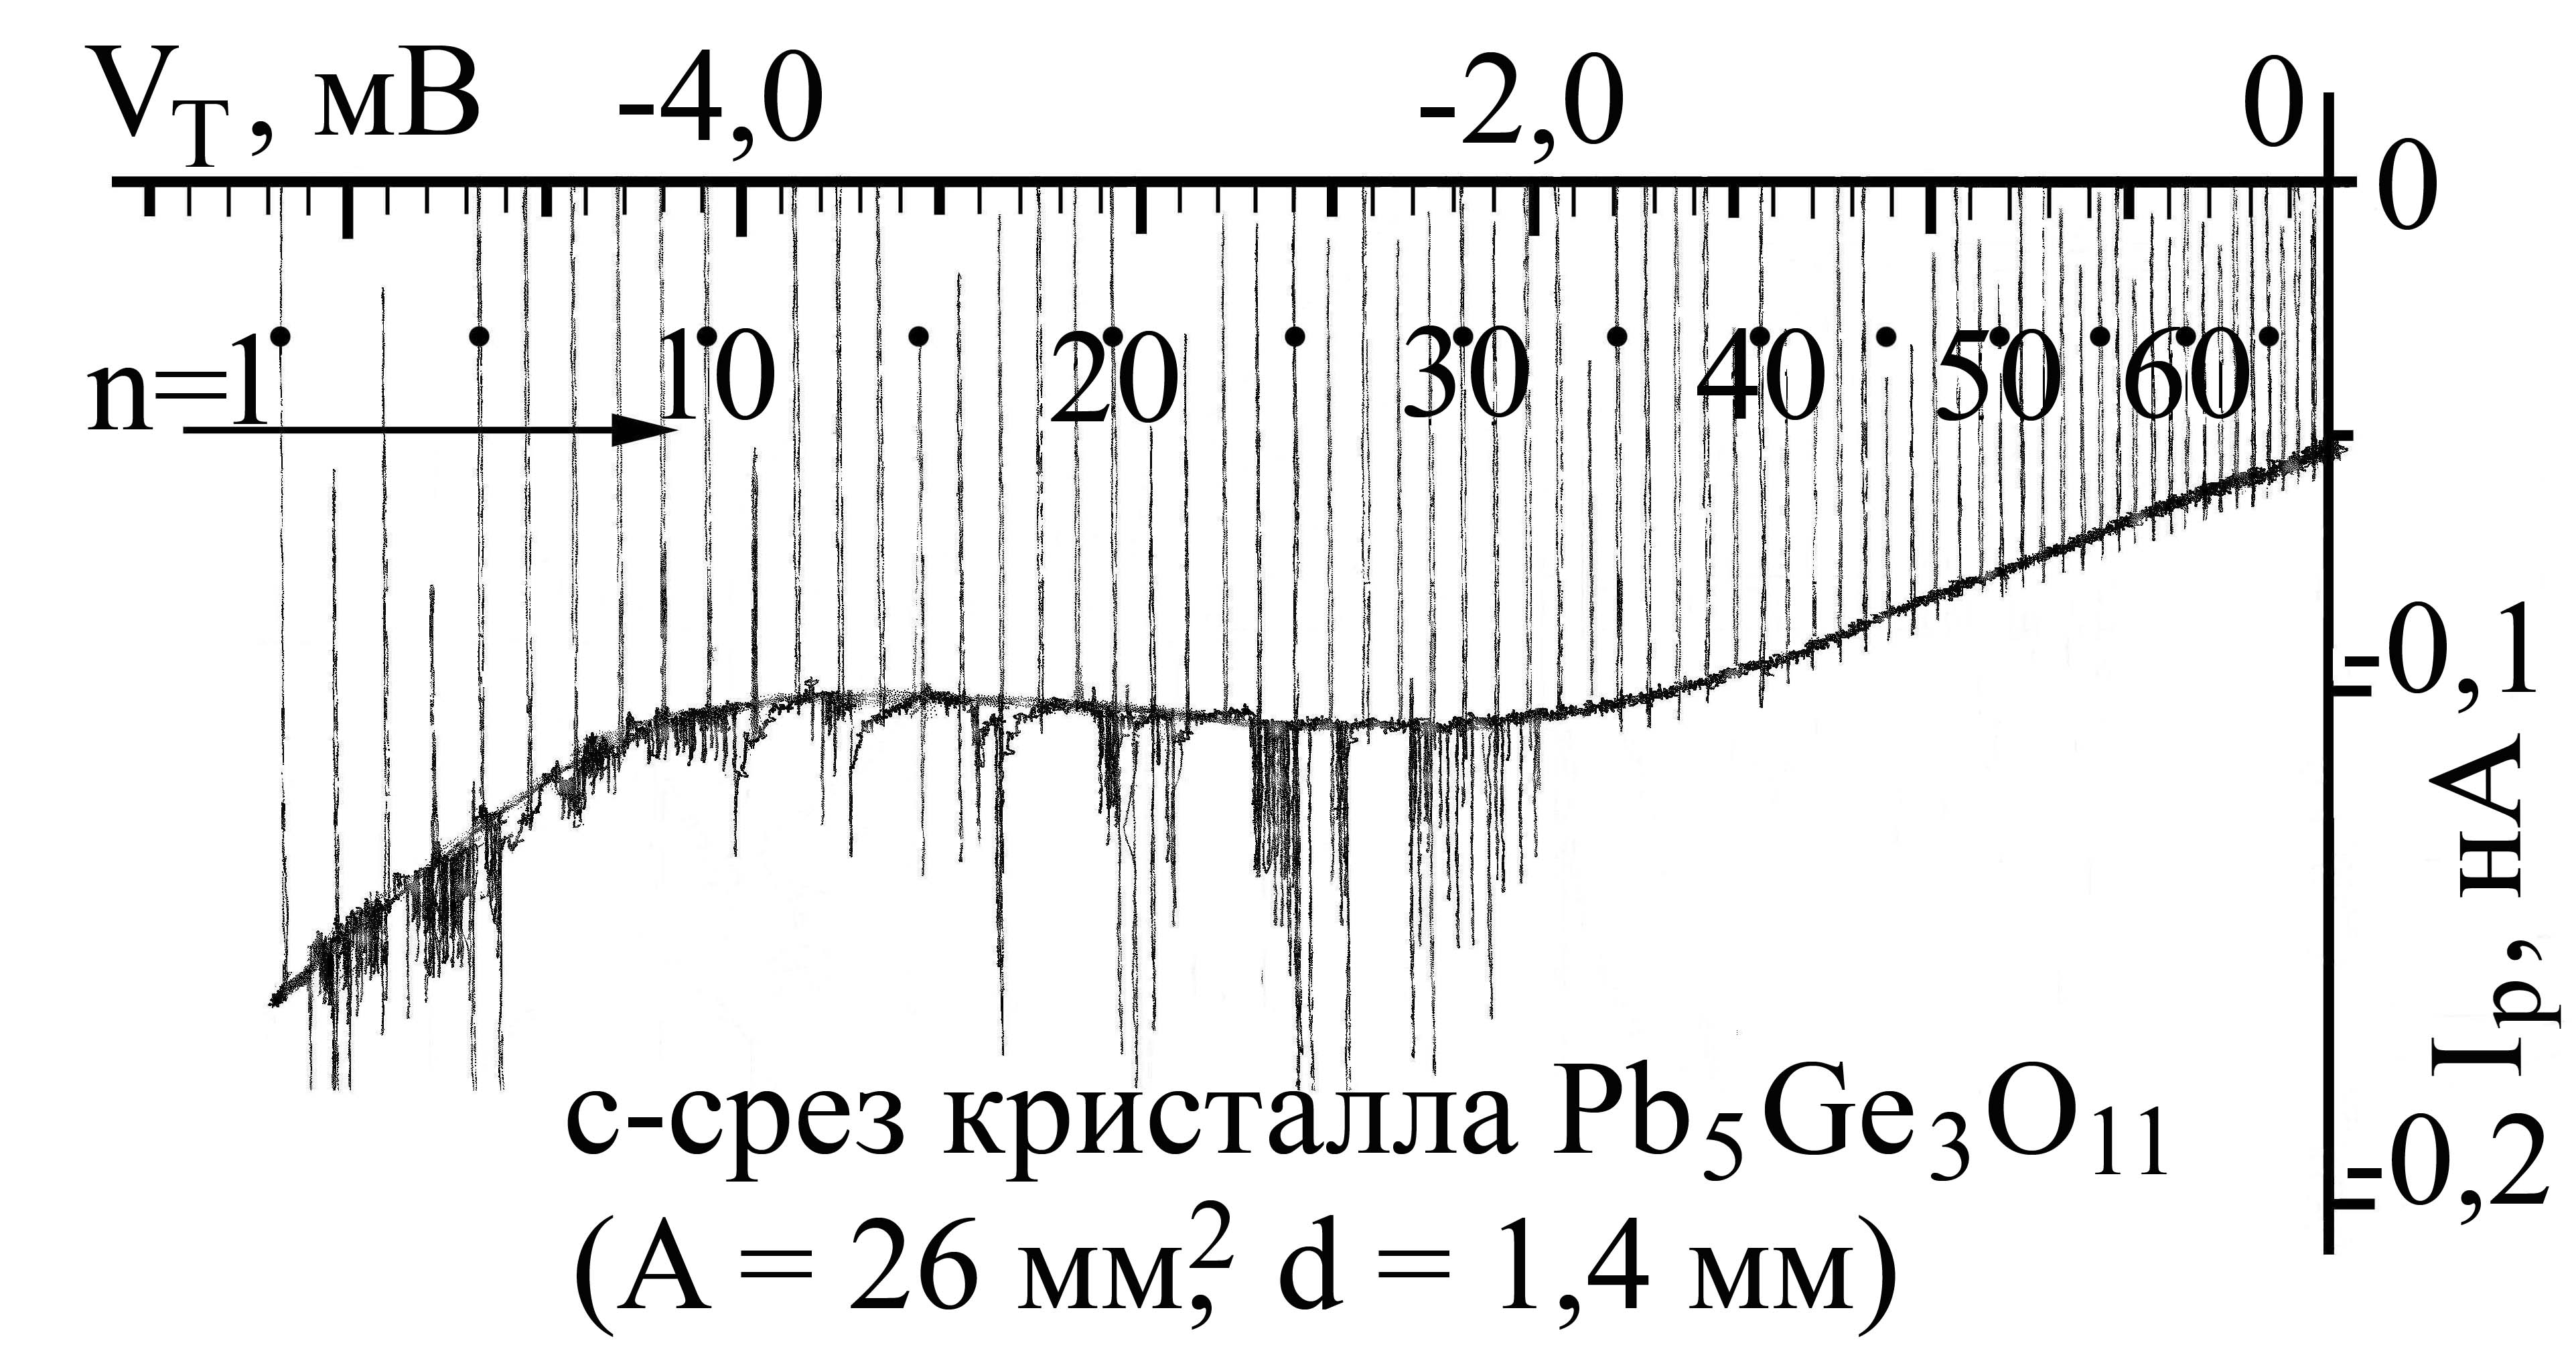 V_T, мВ -4,0 -2,0 0
0
n=1 10 20 30 40 50 60
-0,1
I_p, нА
-0,2
с-срез кристалла Pb₅Ge₃O₁₁
(A = 26 мм², d = 1,4 мм)